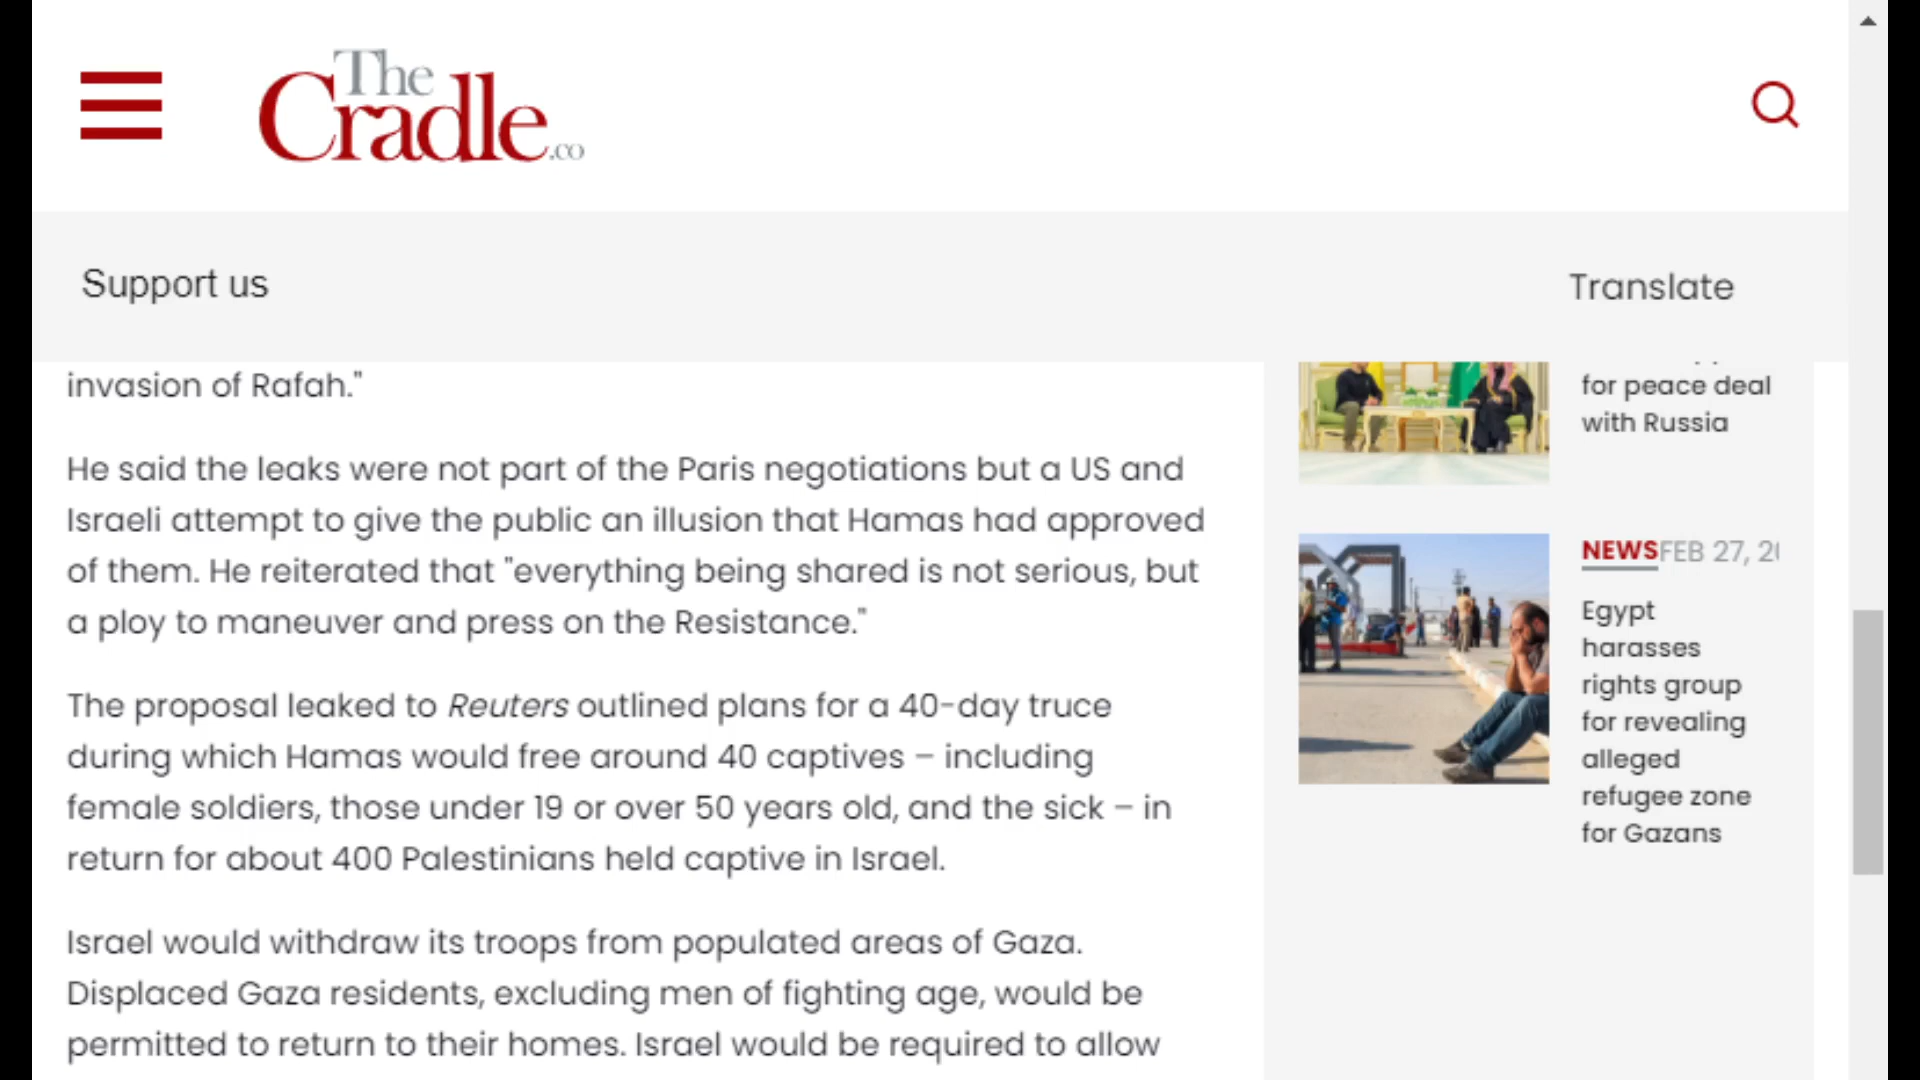 The
Cradle.co
Support us
Translate
invasion of Rafah."
He said the leaks were not part of the Paris negotiations but a US and
Israeli attempt to give the public an illusion that Hamas had approved
of them. He reiterated that "everything being shared is not serious, but
a ploy to maneuver and press on the Resistance."
The proposal leaked to Reuters outlined plans for a 40-day truce
during which Hamas would free around 40 captives – including
female soldiers, those under 19 or over 50 years old, and the sick – in
return for about 400 Palestinians held captive in Israel.
Israel would withdraw its troops from populated areas of Gaza.
Displaced Gaza residents, excluding men of fighting age, would be
permitted to return to their homes. Israel would be required to allow
for peace deal
with Russia
NEWS FEB 27,
Egypt
harasses
rights group
for revealing
alleged
refugee zone
for Gazans